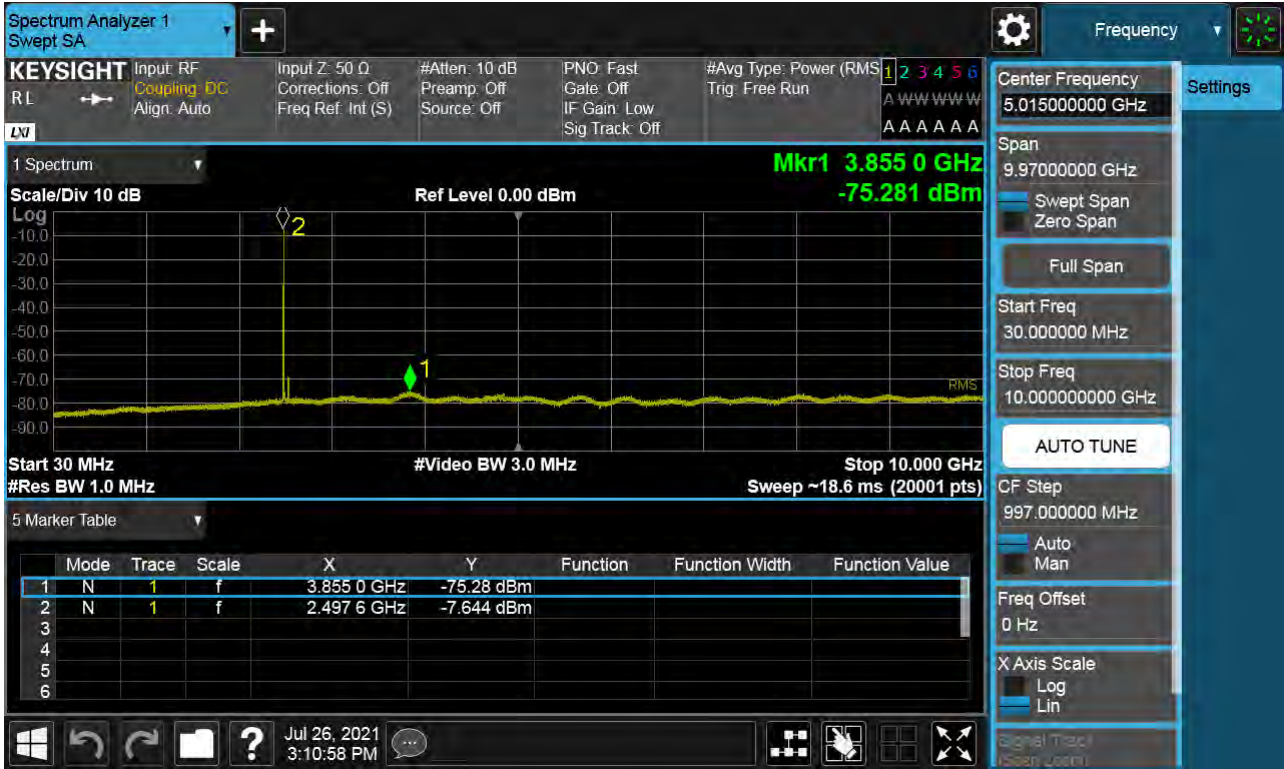 Spectrum Analyzer 1
Swept SA
+
Frequency
KEYSIGHT
RL
LXI
Input: RF
Coupling: DC
Align: Auto
Input Z: 50 Ω
Corrections: Off
Freq Ref: Int (S)
#Atten: 10 dB
Preamp: Off
Source: Off
PNO: Fast
Gate: Off
IF Gain: Low
Sig Track: Off
#Avg Type: Power (RMS
Trig: Free Run
1 2 3 4 5 6
A W W W W W
A A A A A A
1 Spectrum
Mkr1 3.855 0 GHz
-75.281 dBm
Scale/Div 10 dB
Ref Level 0.00 dBm
Log
-10.0
-20.0
-30.0
-40.0
-50.0
-60.0
-70.0
-80.0
-90.0
2
1
RMS
Start 30 MHz
#Video BW 3.0 MHz
Stop 10.000 GHz
#Res BW 1.0 MHz
Sweep ~18.6 ms (20001 pts)
5 Marker Table
Mode Trace Scale X Y Function Function Width Function Value
1 N 1 f 3.855 0 GHz -75.28 dBm
2 N 1 f 2.497 6 GHz -7.644 dBm
3
4
5
6
Jul 26, 2021
3:10:58 PM
?
Center Frequency
5.015000000 GHz
Settings
Span
9.97000000 GHz
Swept Span
Zero Span
Full Span
Start Freq
30.000000 MHz
Stop Freq
10.000000000 GHz
AUTO TUNE
CF Step
997.000000 MHz
Auto
Man
Freq Offset
0 Hz
X Axis Scale
Log
Lin
Signal Track
(Span Zoom)